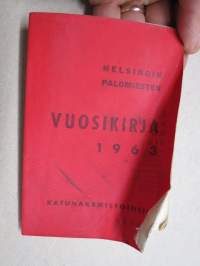 HELSINGIN
PALOMIESTEN
VUOSIKIRJA
1963